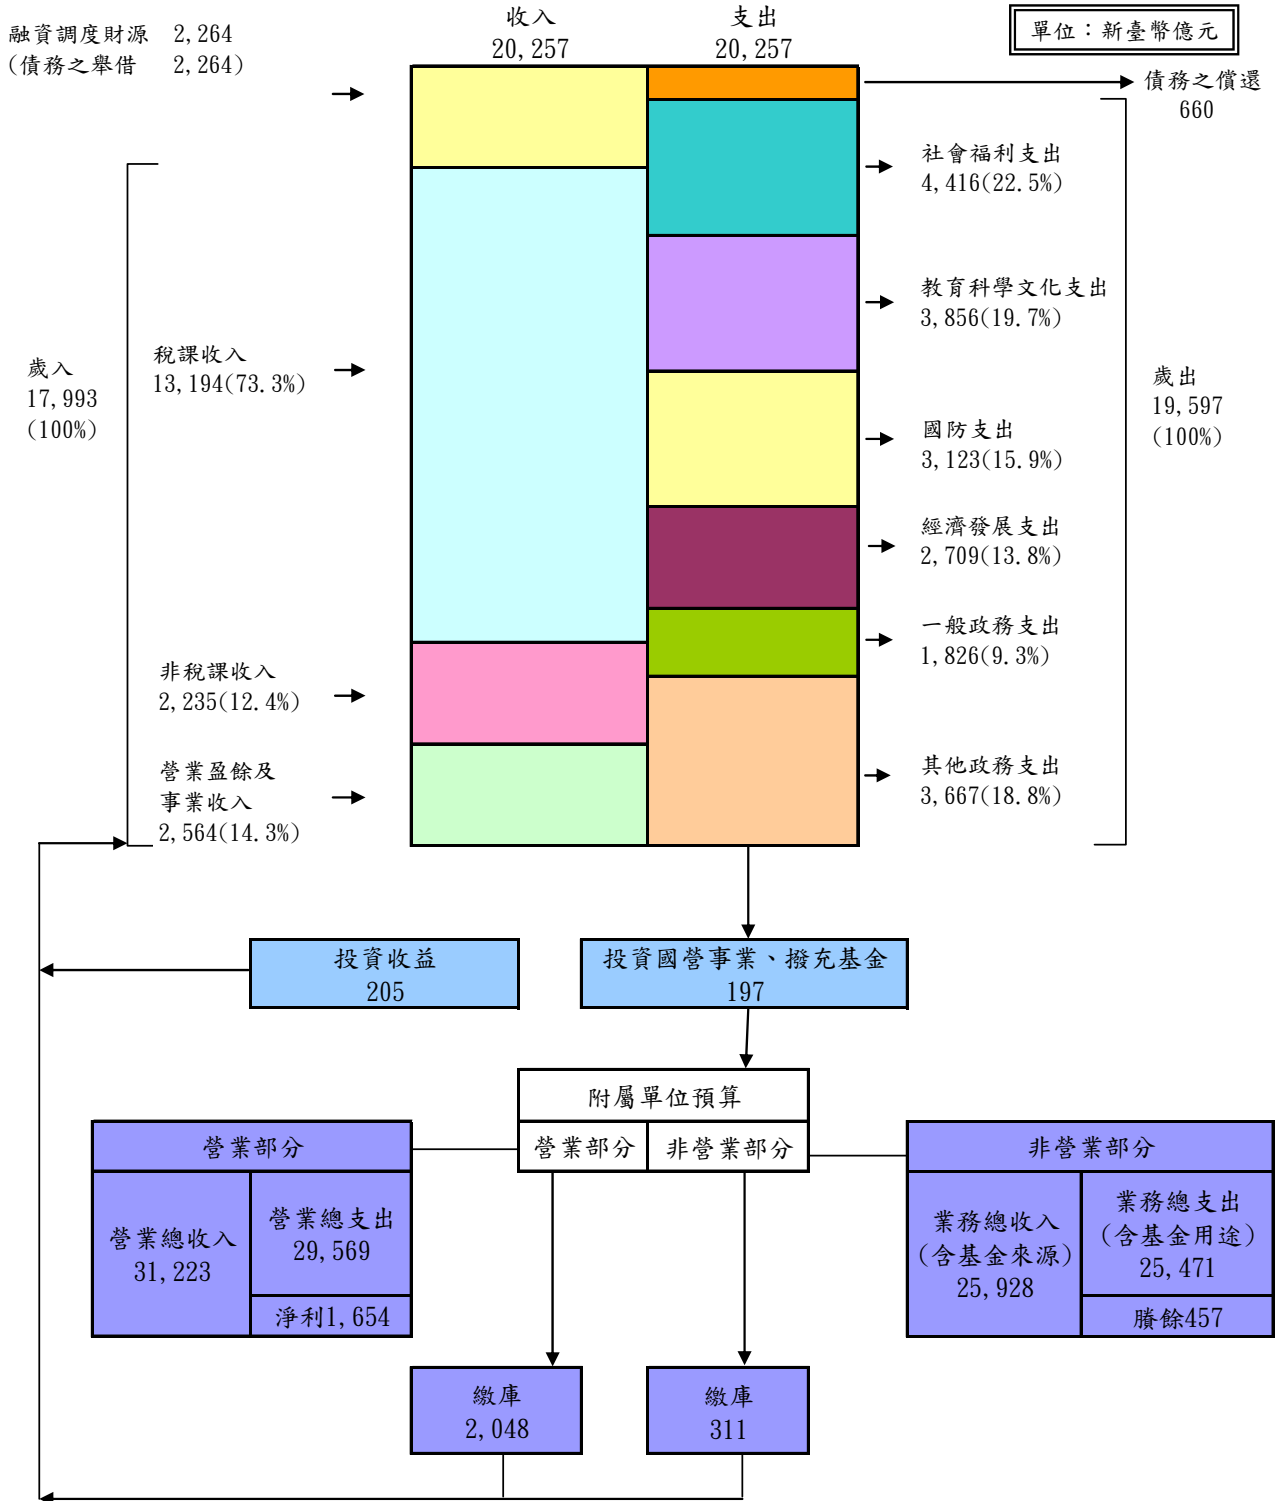 收入
20,257
支出
20,257
單位：新臺幣億元
融資調度財源 2,264
(債務之舉借 2,264)
債務之償還
660
社會福利支出
4,416(22.5%)
教育科學文化支出
3,856(19.7%)
歲入
17,993
(100%)
稅課收入
13,194(73.3%)
歲出
19,597
(100%)
國防支出
3,123(15.9%)
經濟發展支出
2,709(13.8%)
一般政務支出
1,826(9.3%)
非稅課收入
2,235(12.4%)
營業盈餘及
事業收入
2,564(14.3%)
其他政務支出
3,667(18.8%)
投資收益
205
投資國營事業、撥充基金
197
附屬單位預算
營業部分
非營業部分
營業部分
營業總收入
31,223
營業總支出
29,569
淨利1,654
非營業部分
業務總收入
(含基金來源)
25,928
業務總支出
(含基金用途)
25,471
賸餘457
繳庫
2,048
繳庫
311